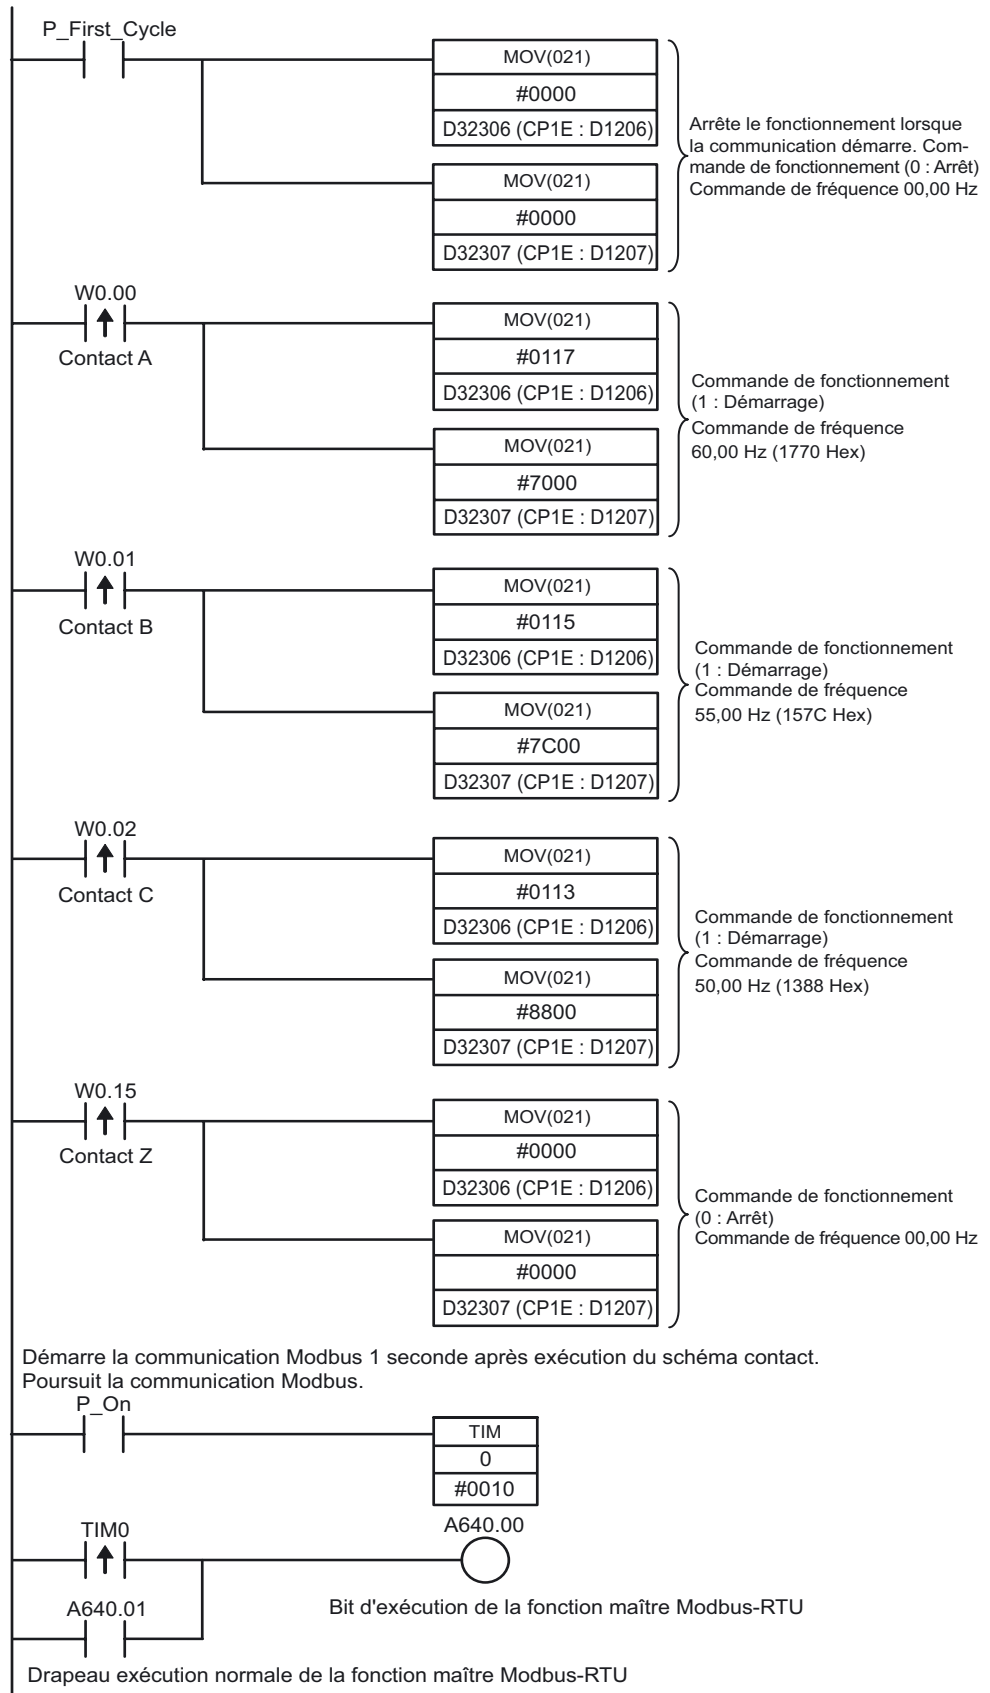 P_First_Cycle
MOV(021)
#0000
D32306 (CP1E : D1206)
MOV(021)
#0000
D32307 (CP1E : D1207)
Arrête le fonctionnement lorsque
la communication démarre. Com-
mande de fonctionnement (0 : Arrêt)
Commande de fréquence 00,00 Hz
W0.00
Contact A
MOV(021)
#0117
D32306 (CP1E : D1206)
MOV(021)
#7000
D32307 (CP1E : D1207)
Commande de fonctionnement
(1 : Démarrage)
Commande de fréquence
60,00 Hz (1770 Hex)
W0.01
Contact B
MOV(021)
#0115
D32306 (CP1E : D1206)
MOV(021)
#7C00
D32307 (CP1E : D1207)
Commande de fonctionnement
(1 : Démarrage)
Commande de fréquence
55,00 Hz (157C Hex)
W0.02
Contact C
MOV(021)
#0113
D32306 (CP1E : D1206)
MOV(021)
#8800
D32307 (CP1E : D1207)
Commande de fonctionnement
(1 : Démarrage)
Commande de fréquence
50,00 Hz (1388 Hex)
W0.15
Contact Z
MOV(021)
#0000
D32306 (CP1E : D1206)
MOV(021)
#0000
D32307 (CP1E : D1207)
Commande de fonctionnement
(0 : Arrêt)
Commande de fréquence 00,00 Hz
Démarre la communication Modbus 1 seconde après exécution du schéma contact.
Poursuit la communication Modbus.
P_On
TIM
0
#0010
TIM0
A640.00
A640.01
Bit d'exécution de la fonction maître Modbus-RTU
Drapeau exécution normale de la fonction maître Modbus-RTU